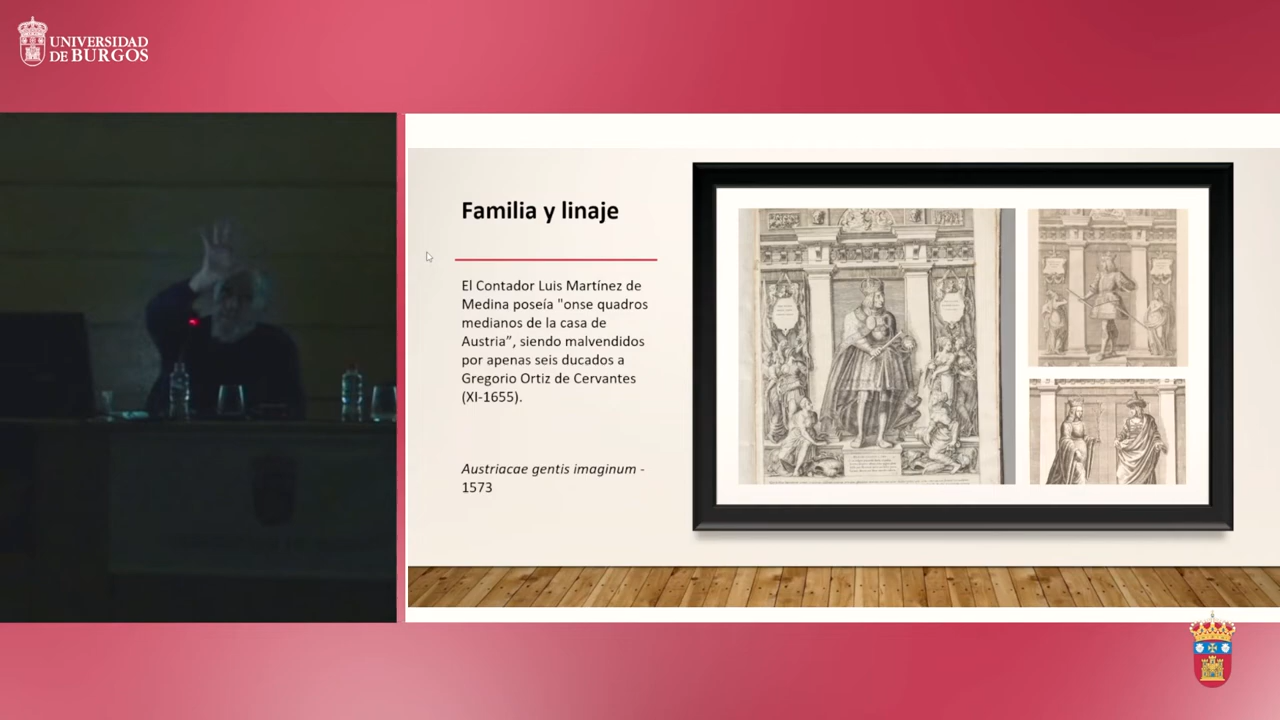 UNIVERSIDAD
DE BURGOS
Familia y linaje
El Contador Luis Martínez de
Medina poseía "onse quadros
medianos de la casa de
Austria”, siendo malvendidos
por apenas seis ducados a
Gregorio Ortiz de Cervantes
(XI-1655).
Austriacae gentis imaginum -
1573